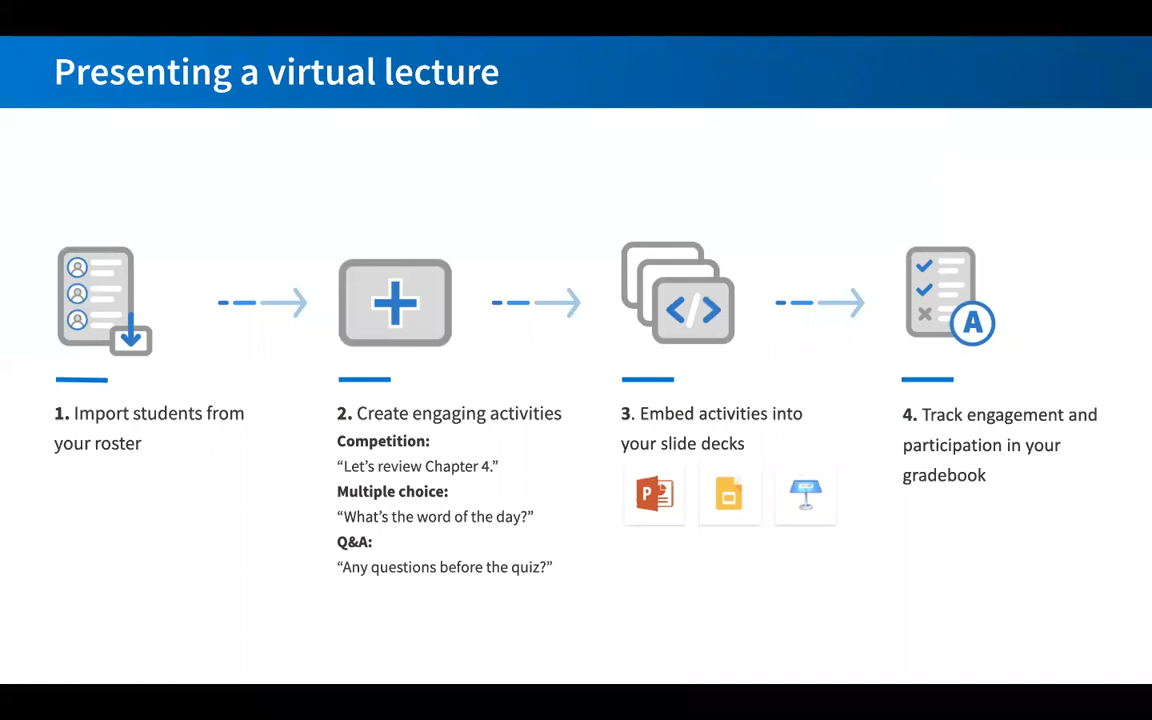 Presenting a virtual lecture
1. Import students from
your roster
2. Create engaging activities
Competition:
“Let’s review Chapter 4.”
Multiple choice:
“What’s the word of the day?”
Q&A:
“Any questions before the quiz?”
3. Embed activities into
your slide decks
P
4. Track engagement and
participation in your
gradebook
A